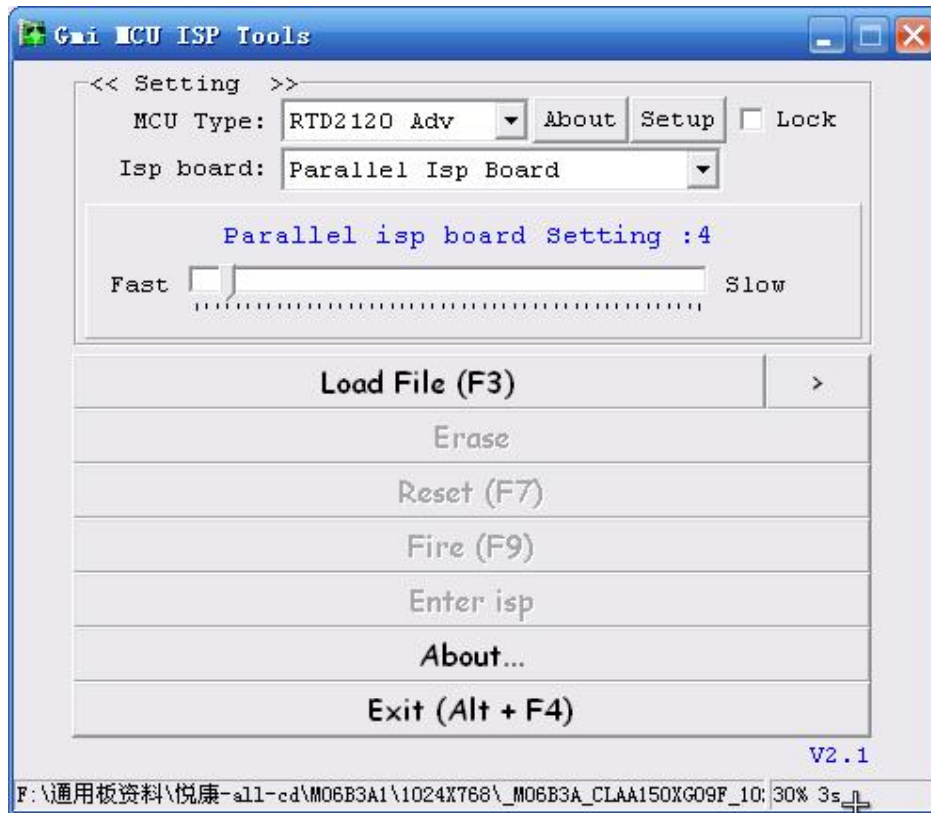 Gmi MCU ISP Tools
<< Setting >>
MCU Type: RTD2120 Adv About Setup Lock
Isp board: Parallel Isp Board
Parallel isp board Setting :4
Fast Slow
Load File (F3) >
Erase
Reset (F7)
Fire (F9)
Enter isp
About...
Exit (Alt + F4)
V2.1
F:\通用板资料\悦康-all-cd\M06B3A1\1024X768\_M06B3A_CLAA150XG09F_10 30% 3s